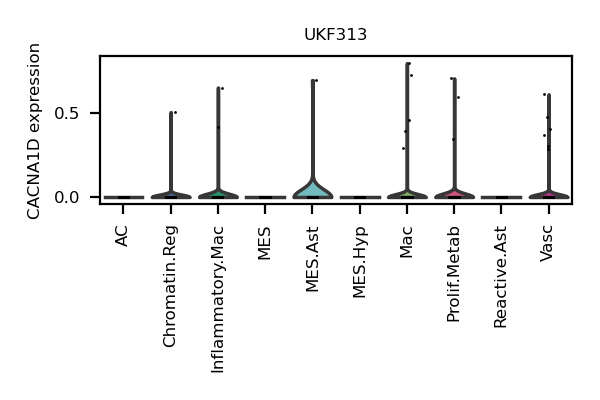 UKF313
CACNA1D expression
0.5
0.0
AC
Chromatin.Reg
Inflammatory.Mac
MES
MES.Ast
MES.Hyp
Mac
Prolif.Metab
Reactive.Ast
Vasc